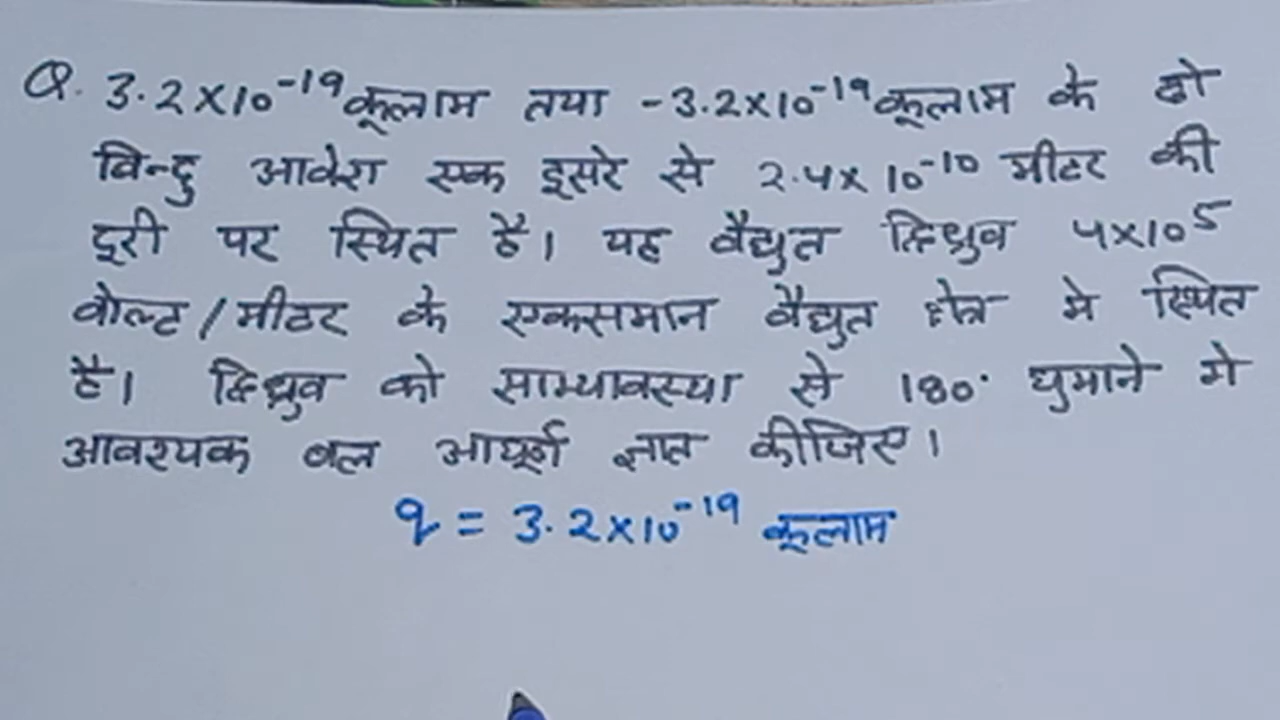 Q. 3.2×10⁻¹⁹ कूलाम तथा -3.2×10⁻¹⁹ कूलाम के दो
विन्दु आवेश एक दूसरे से 2.4× 10⁻¹⁰ मीटर की
दूरी पर स्थित है। यह वैद्युत द्विध्रुव 4×10⁵
वोल्ट/मीटर के एकसमान वैद्युत क्षेत्र मे स्थित
है। द्विध्रुव को साम्यावस्था से 180° घुमाने मे
आवश्यक बल आघूर्ण ज्ञात कीजिए।
q = 3.2×10⁻¹⁹ कूलाम